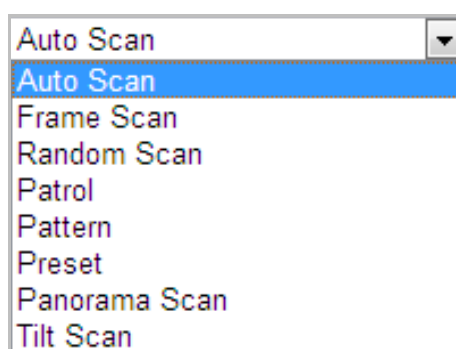 Auto Scan
Auto Scan
Frame Scan
Random Scan
Patrol
Pattern
Preset
Panorama Scan
Tilt Scan